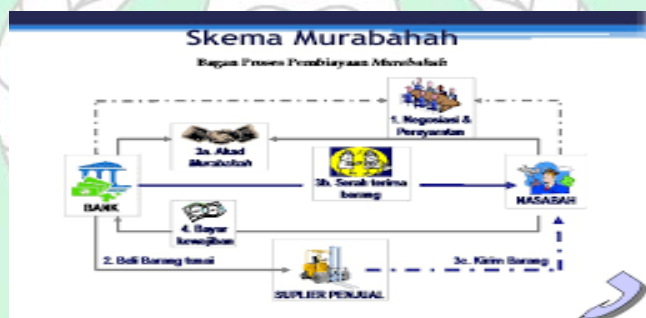 Skema Murabahah
Bagan Proses Pembiayaan Murabahah
1. Negosiasi &
Persyaratan
3a. Akad
Murabahah
3b. Serah terima
barang
BANK
NASABAH
4. Bayar
kewajiban
2. Beli Barang tunai
3c. Kirim Barang
SUPLIER PENJUAL